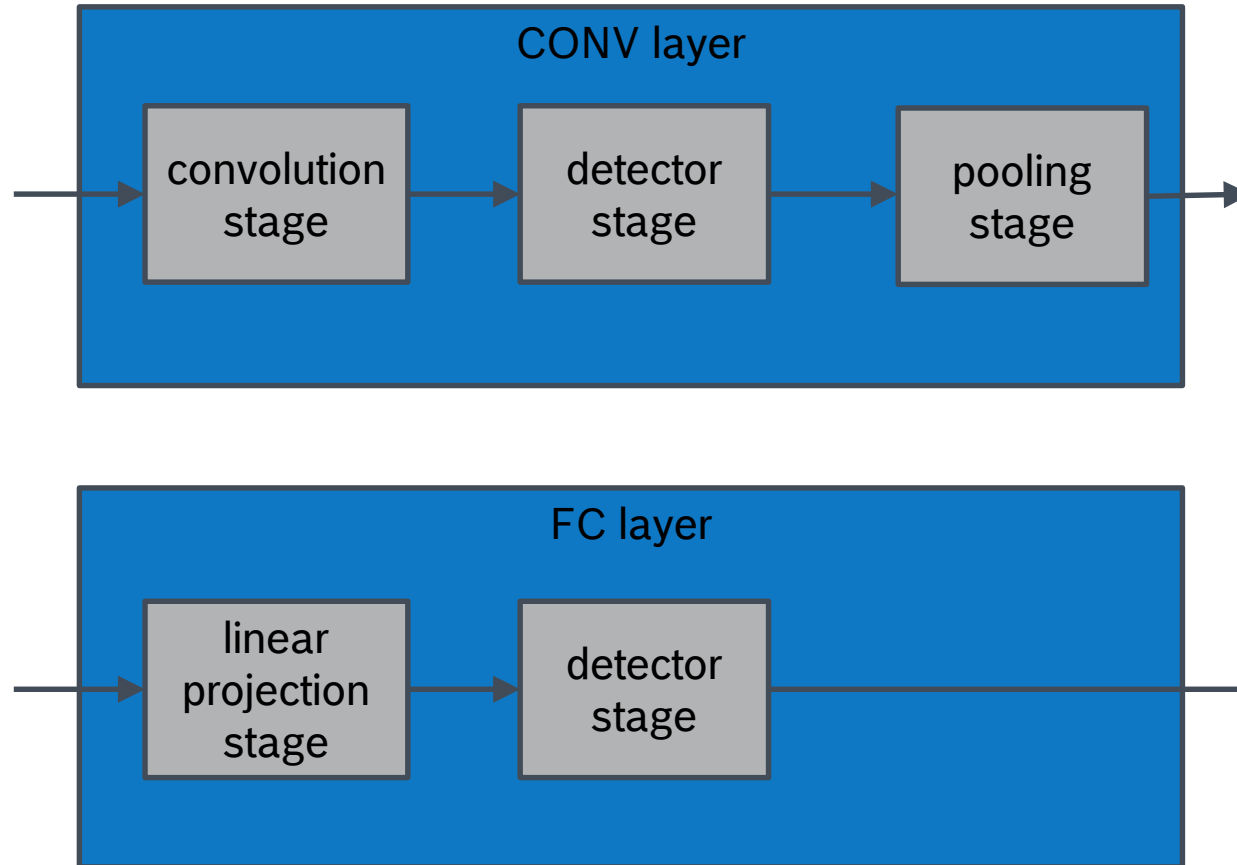 CONV layer
convolution
stage
detector
stage
pooling
stage
FC layer
linear
projection
stage
detector
stage